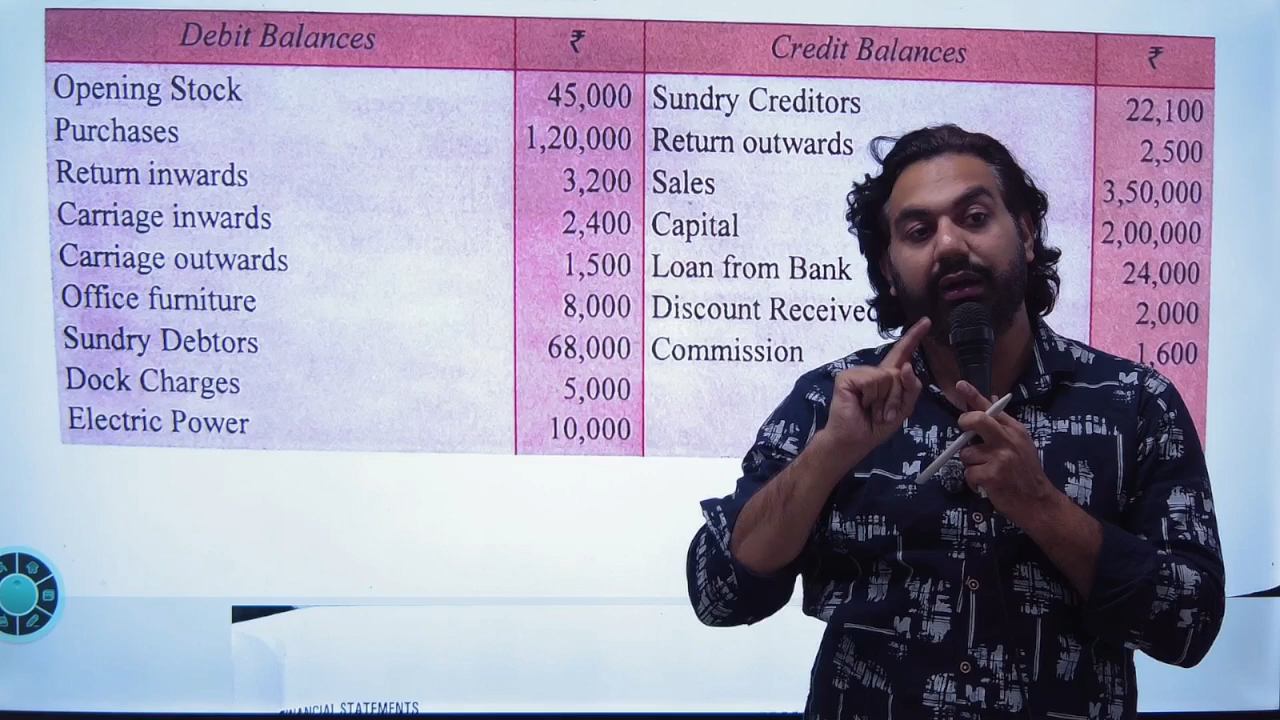 Debit Balances ₹ Credit Balances ₹
Opening Stock 45,000 Sundry Creditors 22,100
Purchases 1,20,000 Return outwards 2,500
Return inwards 3,200 Sales 3,50,000
Carriage inwards 2,400 Capital 2,00,000
Carriage outwards 1,500 Loan from Bank 24,000
Office furniture 8,000 Discount Received 2,000
Sundry Debtors 68,000 Commission 1,600
Dock Charges 5,000
Electric Power 10,000
FINANCIAL STATEMENTS